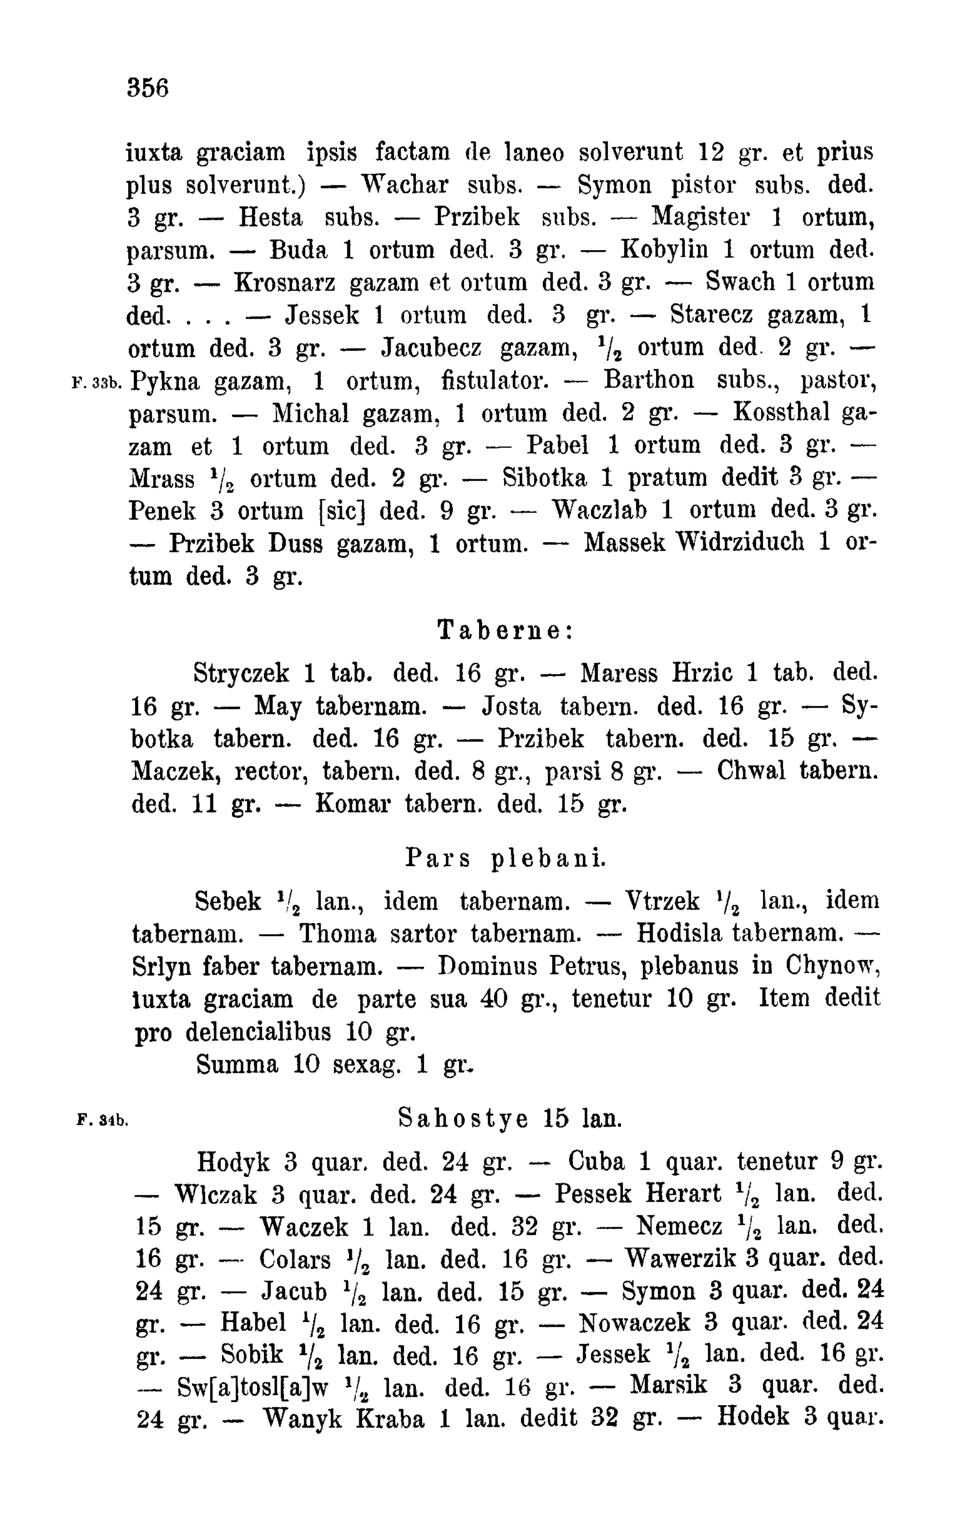 356
iuxta graciam ipsis factam de laneo solverunt 12 gr. et prius
plus solverunt.) — Wachar subs. — Symon pistor subs. ded.
3 gr. — Hesta subs. — Przibek subs. — Magister 1 ortum,
parsum. — Buda 1 ortum ded. 3 gr. — Kobylin 1 ortum ded.
3 gr. — Krosnarz gazam et ortum ded. 3 gr. — Swach 1 ortum
ded. . . . — Jessek 1 ortum ded. 3 gr. — Starecz gazam, 1
ortum ded. 3 gr. — Jacubecz gazam, ½ ortum ded. 2 gr. —
F. 33b. Pykna gazam, 1 ortum, fistulator. — Barthon subs., pastor,
parsum. — Michal gazam, 1 ortum ded. 2 gr. — Kossthal ga-
zam et 1 ortum ded. 3 gr. — Pabel 1 ortum ded. 3 gr. —
Mrass ½ ortum ded. 2 gr. — Sibotka 1 pratum dedit 3 gr. —
Penek 3 ortum [sic] ded. 9 gr. — Waczlab 1 ortum ded. 3 gr.
— Przibek Duss gazam, 1 ortum. — Massek Widrziduch 1 or-
tum ded. 3 gr.
Taberne:
Stryczek 1 tab. ded. 16 gr. — Maress Hrzic 1 tab. ded.
16 gr. — May tabernam. — Josta tabern. ded. 16 gr. — Sy-
botka tabern. ded. 16 gr. — Przibek tabern. ded. 15 gr. —
Maczek, rector, tabern. ded. 8 gr., parsi 8 gr. — Chwal tabern.
ded. 11 gr. — Komar tabern. ded. 15 gr.
Pars plebani.
Sebek ½ lan., idem tabernam. — Vtrzek ½ lan., idem
tabernam. — Thoma sartor tabernam. — Hodisla tabernam. —
Srlyn faber tabernam. — Dominus Petrus, plebanus in Chynow,
iuxta graciam de parte sua 40 gr., tenetur 10 gr. Item dedit
pro delencialibus 10 gr.
Summa 10 sexag. 1 gr.
F. 34b. Sahostye 15 lan.
Hodyk 3 quar. ded. 24 gr. — Cuba 1 quar. tenetur 9 gr.
— Wlczak 3 quar. ded. 24 gr. — Pessek Herart ½ lan. ded.
15 gr. — Waczek 1 lan. ded. 32 gr. — Nemecz ½ lan. ded.
16 gr. — Colars ½ lan. ded. 16 gr. — Wawerzik 3 quar. ded.
24 gr. — Jacub ½ lan. ded. 15 gr. — Symon 3 quar. ded. 24
gr. — Habel ½ lan. ded. 16 gr. — Nowaczek 3 quar. ded. 24
gr. — Sobik ½ lan. ded. 16 gr. — Jessek ½ lan. ded. 16 gr.
— Sw[a]tosl[a]w ½ lan. ded. 16 gr. — Marsik 3 quar. ded.
24 gr. — Wanyk Kraba 1 lan. dedit 32 gr. — Hodek 3 quar.